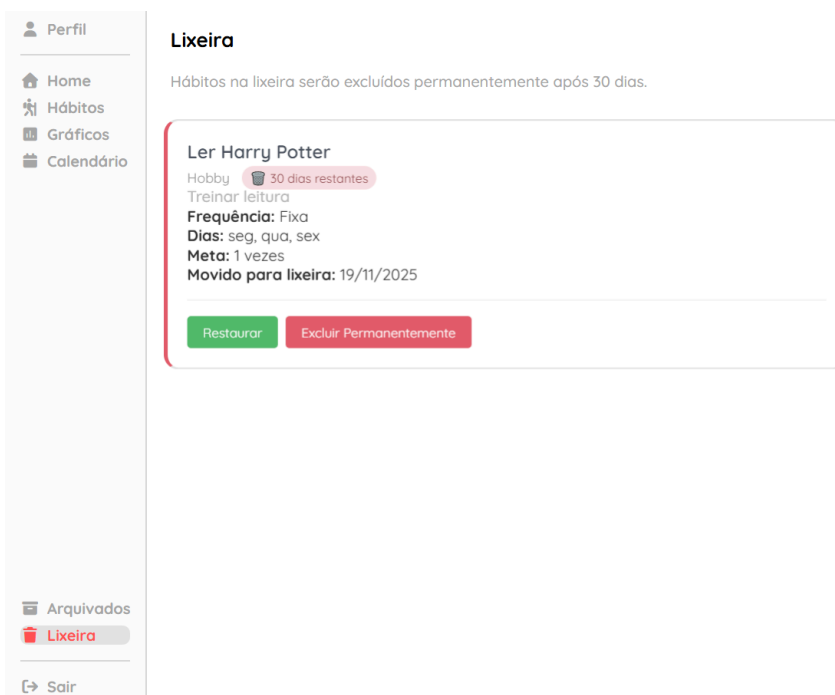 Perfil
Home
Hábitos
Gráficos
Calendário
Arquivados
Lixeira
Sair
Lixeira
Hábitos na lixeira serão excluídos permanentemente após 30 dias.
Ler Harry Potter
Hobby 30 dias restantes
Treinar leitura
Frequência: Fixa
Dias: seg, qua, sex
Meta: 1 vezes
Movido para lixeira: 19/11/2025
Restaurar Excluir Permanentemente